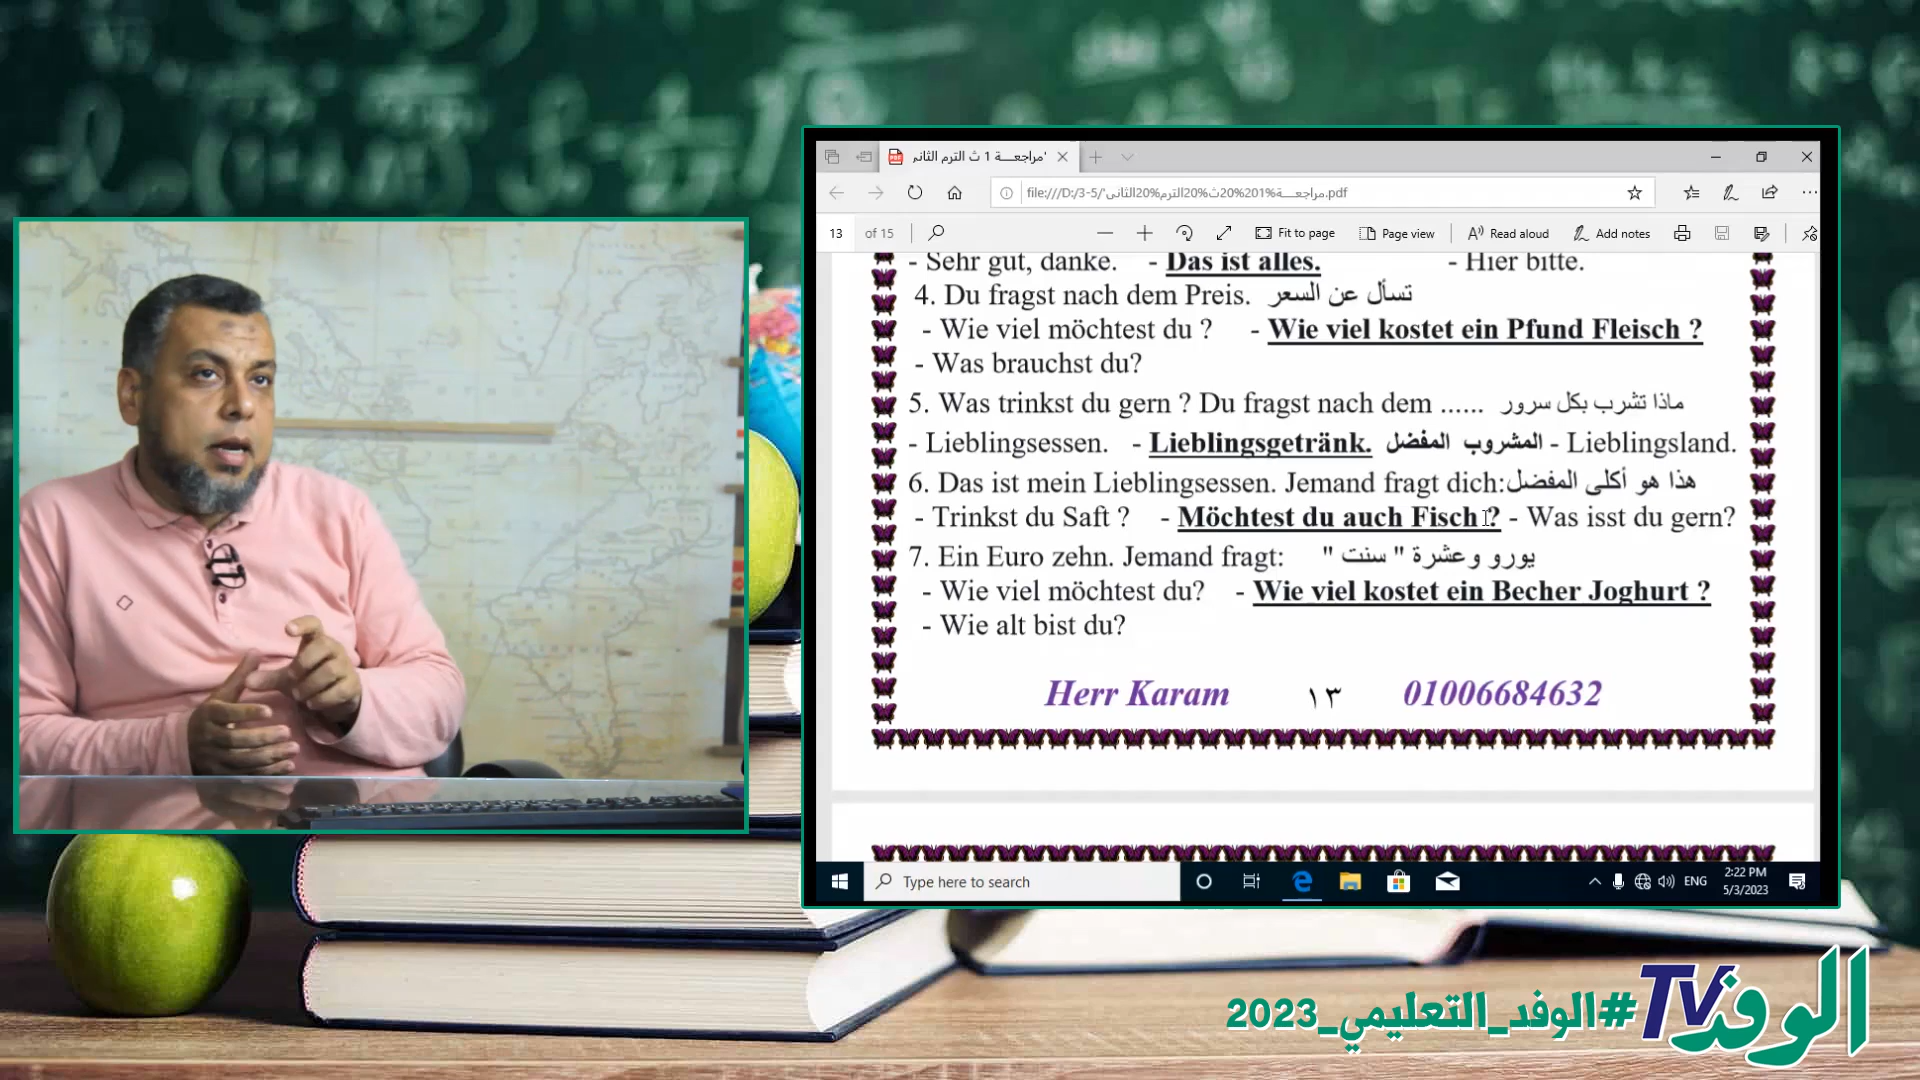 مراجعـــة 1 ث الترم الثانى'
file:///D:/3-5/'مراجعـــة%201%20ث%20الترم%20الثانى.pdf
13 of 15
Fit to page
Page view
Read aloud
Add notes
- Sehr gut, danke. - Das ist alles. - Hier bitte.
4. Du fragst nach dem Preis. تسأل عن السعر
- Wie viel möchtest du ? - Wie viel kostet ein Pfund Fleisch ?
- Was brauchst du?
5. Was trinkst du gern ? Du fragst nach dem ...... ماذا تشرب بكل سرور
- Lieblingsessen. - Lieblingsgetränk. المشروب المفضل - Lieblingsland.
6. Das ist mein Lieblingsessen. Jemand fragt dich: هذا هو أكلى المفضل
- Trinkst du Saft ? - Möchtest du auch Fisch ? - Was isst du gern?
7. Ein Euro zehn. Jemand fragt: يورو وعشرة " سنت "
- Wie viel möchtest du? - Wie viel kostet ein Becher Joghurt ?
- Wie alt bist du?
Herr Karam ١٣ 01006684632
Type here to search
ENG
2:22 PM
5/3/2023
#الوفد_التعليمي_2023
الوفد TV